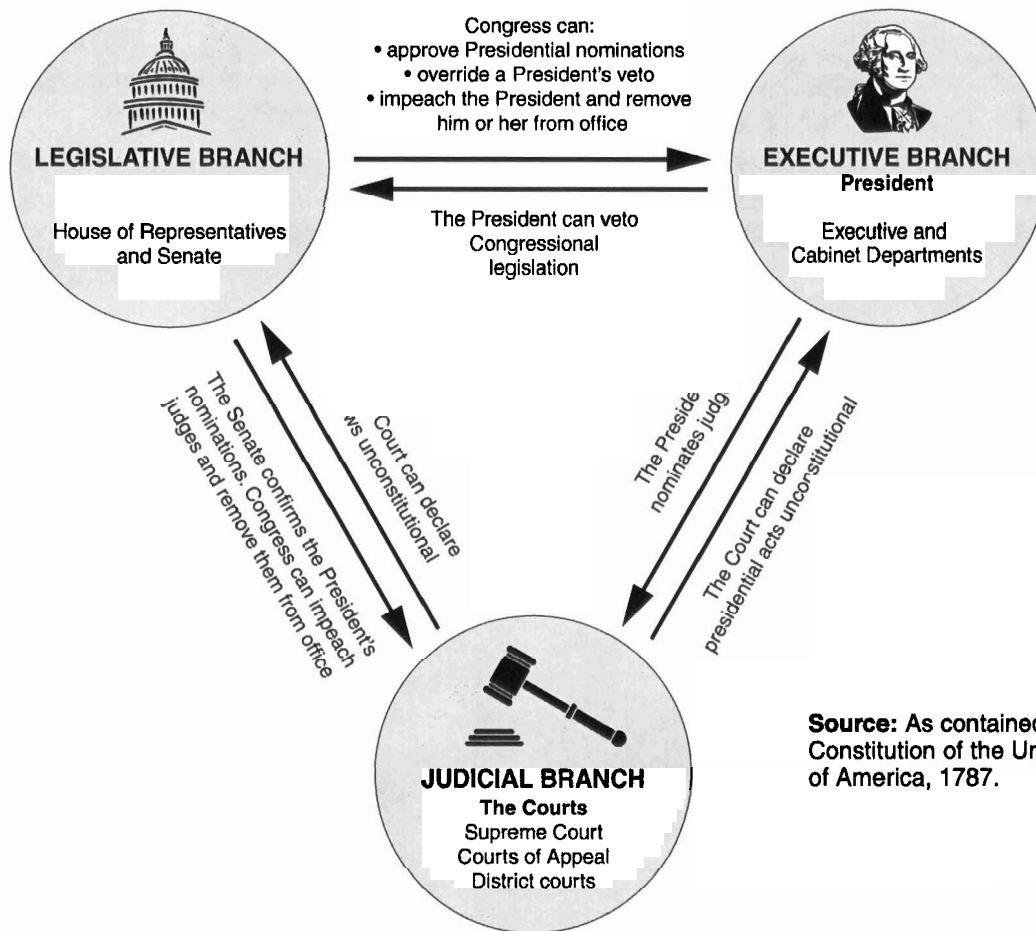 Congress can:
• approve Presidential nominations
• override a President's veto
• impeach the President and remove
him or her from office
LEGISLATIVE BRANCH
House of Representatives
and Senate
EXECUTIVE BRANCH
President
Executive and
Cabinet Departments
The President can veto
Congressional
legislation
The Senate confirms the President's
nominations. Congress can impeach
judges and remove them from office
Court can declare
unconstitutional
The
nominates
The Court can declare
presidential acts unconstitutional
JUDICIAL BRANCH
The Courts
Supreme Court
Courts of Appeal
District courts
Source: As contained
Constitution of the
of America, 1787.